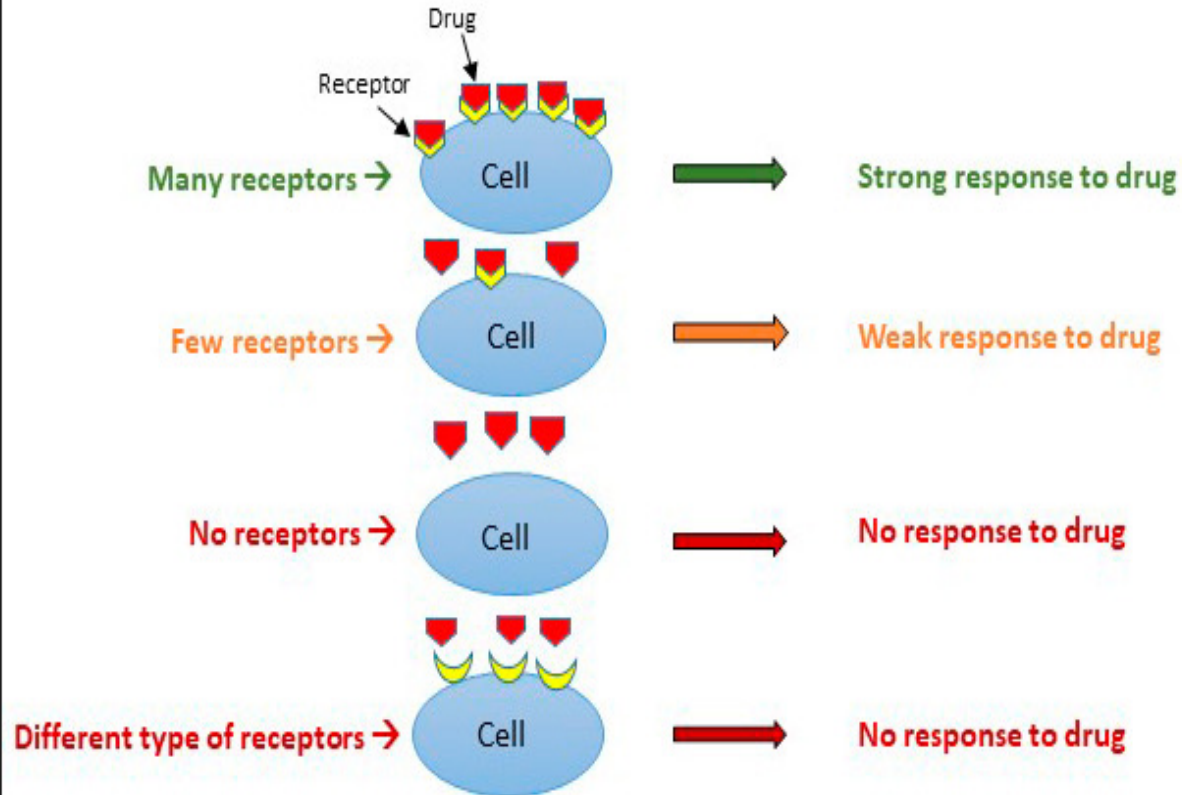 Drug
Receptor
Many receptors →
Cell
Strong response to drug
Few receptors →
Cell
Weak response to drug
No receptors →
Cell
No response to drug
Different type of receptors →
Cell
No response to drug